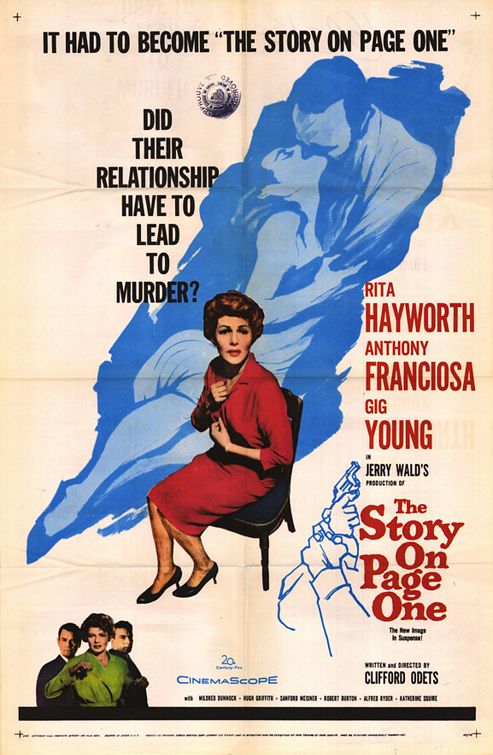 IT HAD TO BECOME "THE STORY ON PAGE ONE"
DID
THEIR
RELATIONSHIP
HAVE TO
LEAD
TO
MURDER?
RITA
HAYWORTH
ANTHONY
FRANCIOSA
GIG
YOUNG
IN
JERRY WALD'S
PRODUCTION OF
The
Story
On
Page
One
The New Image
in Suspense!
20th
Century-Fox
CINEMASCOPE
WRITTEN and DIRECTED BY
CLIFFORD ODETS
with MILDRED DUNNOCK · HUGH GRIFFITH · SANFORD MEISNER · ROBERT BURTON · ALFRED RYDER · KATHERINE SQUIRE